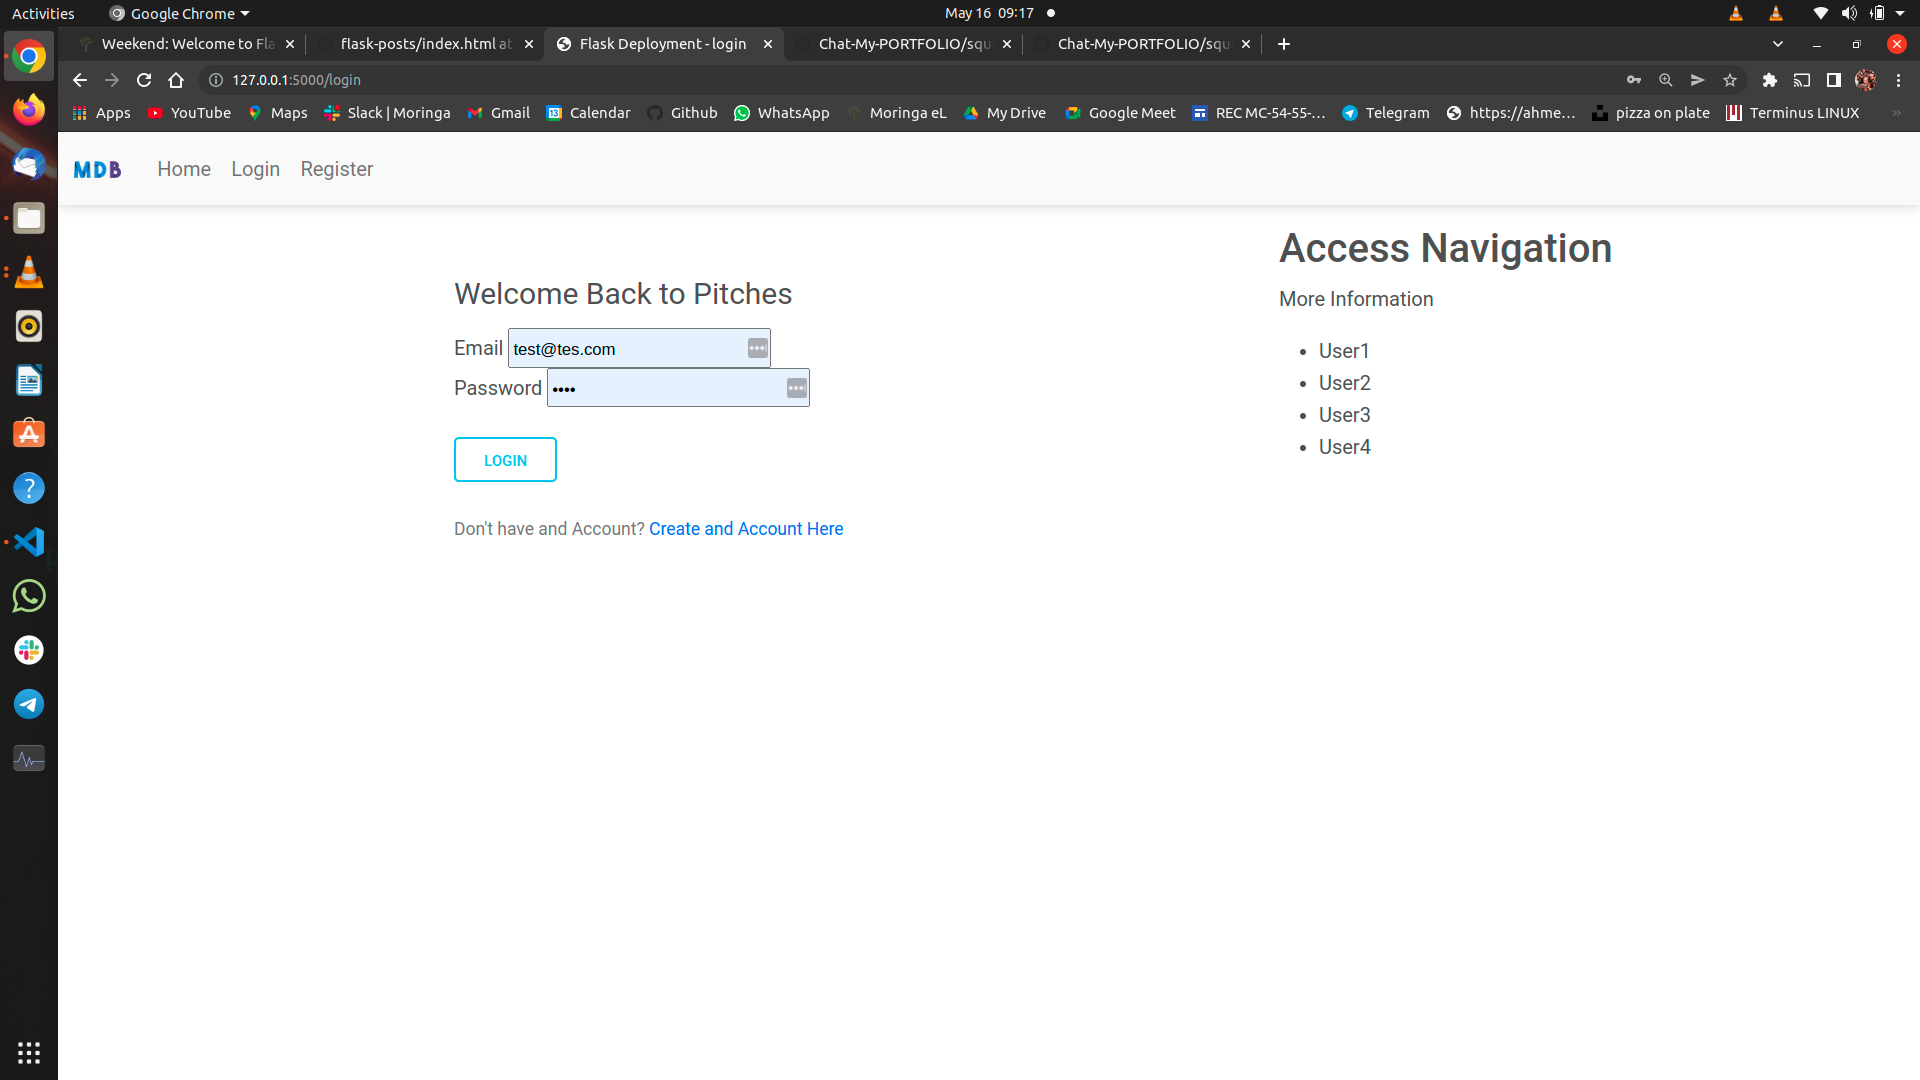 Activities
Google Chrome
May 16 09:17
Weekend: Welcome to Fla
flask-posts/index.html at
Flask Deployment - login
Chat-My-PORTFOLIO/squ
Chat-My-PORTFOLIO/squ
127.0.0.1:5000/login
Apps
YouTube
Maps
Slack | Moringa
Gmail
Calendar
Github
WhatsApp
Moringa eL
My Drive
Google Meet
REC MC-54-55-...
Telegram
https://ahme...
pizza on plate
Terminus LINUX
»
MDB
Home
Login
Register
Access Navigation
More Information
• User1
• User2
• User3
• User4
Welcome Back to Pitches
Email test@tes.com
Password ••••
LOGIN
Don't have and Account? Create and Account Here